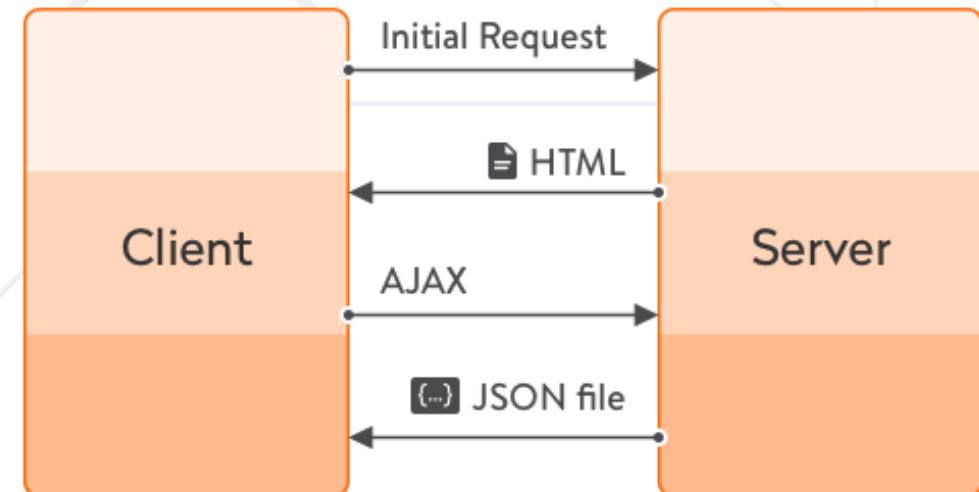 Initial Request
HTML
Client
Server
AJAX
{...} JSON file